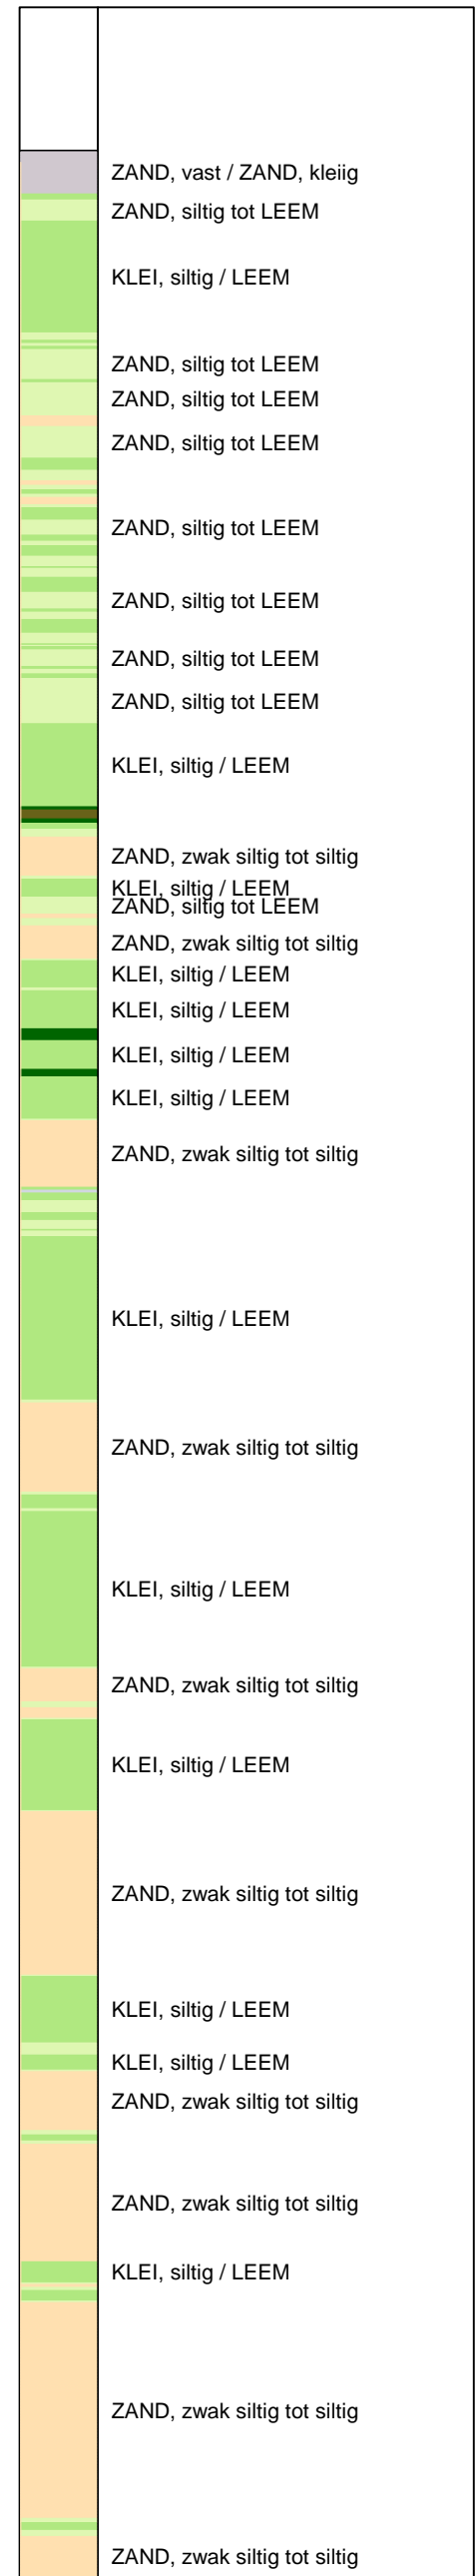 ZAND, vast / ZAND, kleiig
ZAND, siltig tot LEEM
KLEI, siltig / LEEM
ZAND, siltig tot LEEM
ZAND, siltig tot LEEM
ZAND, siltig tot LEEM
ZAND, siltig tot LEEM
ZAND, siltig tot LEEM
ZAND, siltig tot LEEM
ZAND, siltig tot LEEM
KLEI, siltig / LEEM
ZAND, zwak siltig tot siltig
KLEI, siltig / LEEM
ZAND, siltig tot LEEM
ZAND, zwak siltig tot siltig
KLEI, siltig / LEEM
KLEI, siltig / LEEM
KLEI, siltig / LEEM
KLEI, siltig / LEEM
ZAND, zwak siltig tot siltig
KLEI, siltig / LEEM
ZAND, zwak siltig tot siltig
KLEI, siltig / LEEM
ZAND, zwak siltig tot siltig
KLEI, siltig / LEEM
ZAND, zwak siltig tot siltig
KLEI, siltig / LEEM
KLEI, siltig / LEEM
ZAND, zwak siltig tot siltig
ZAND, zwak siltig tot siltig
KLEI, siltig / LEEM
ZAND, zwak siltig tot siltig
ZAND, zwak siltig tot siltig